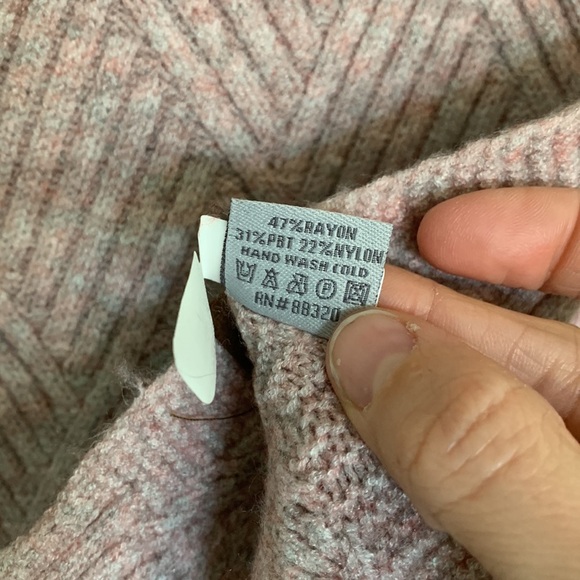 47%RAYON
31%PBT 22%NYLON
HAND WASH COLD
P
RN#88320